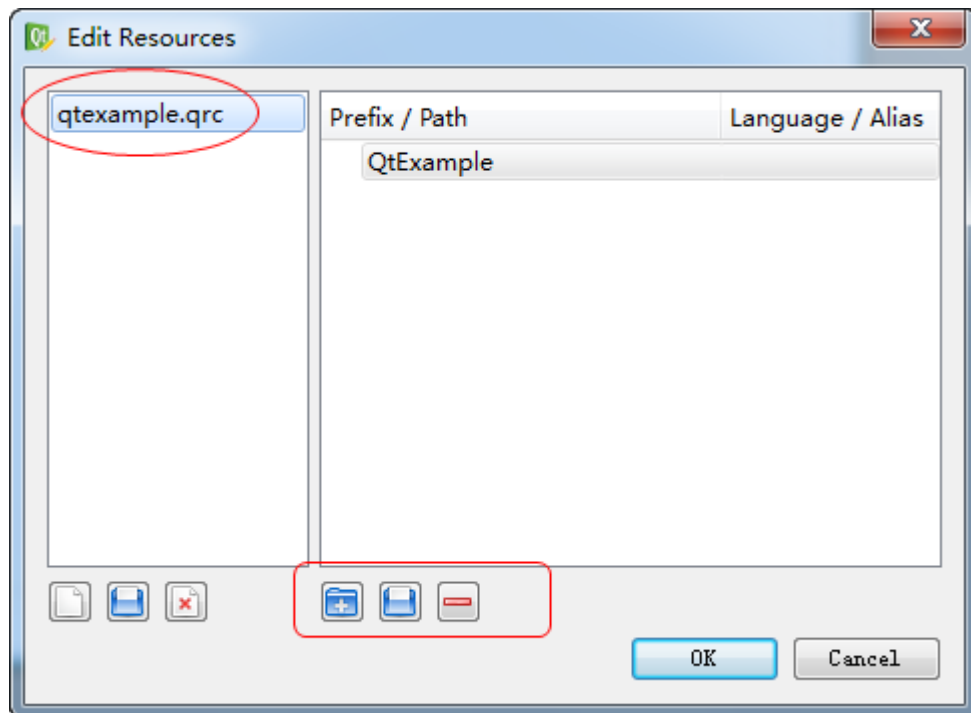 Edit Resources
qtexample.qrc
Prefix / Path
Language / Alias
QtExample
OK
Cancel